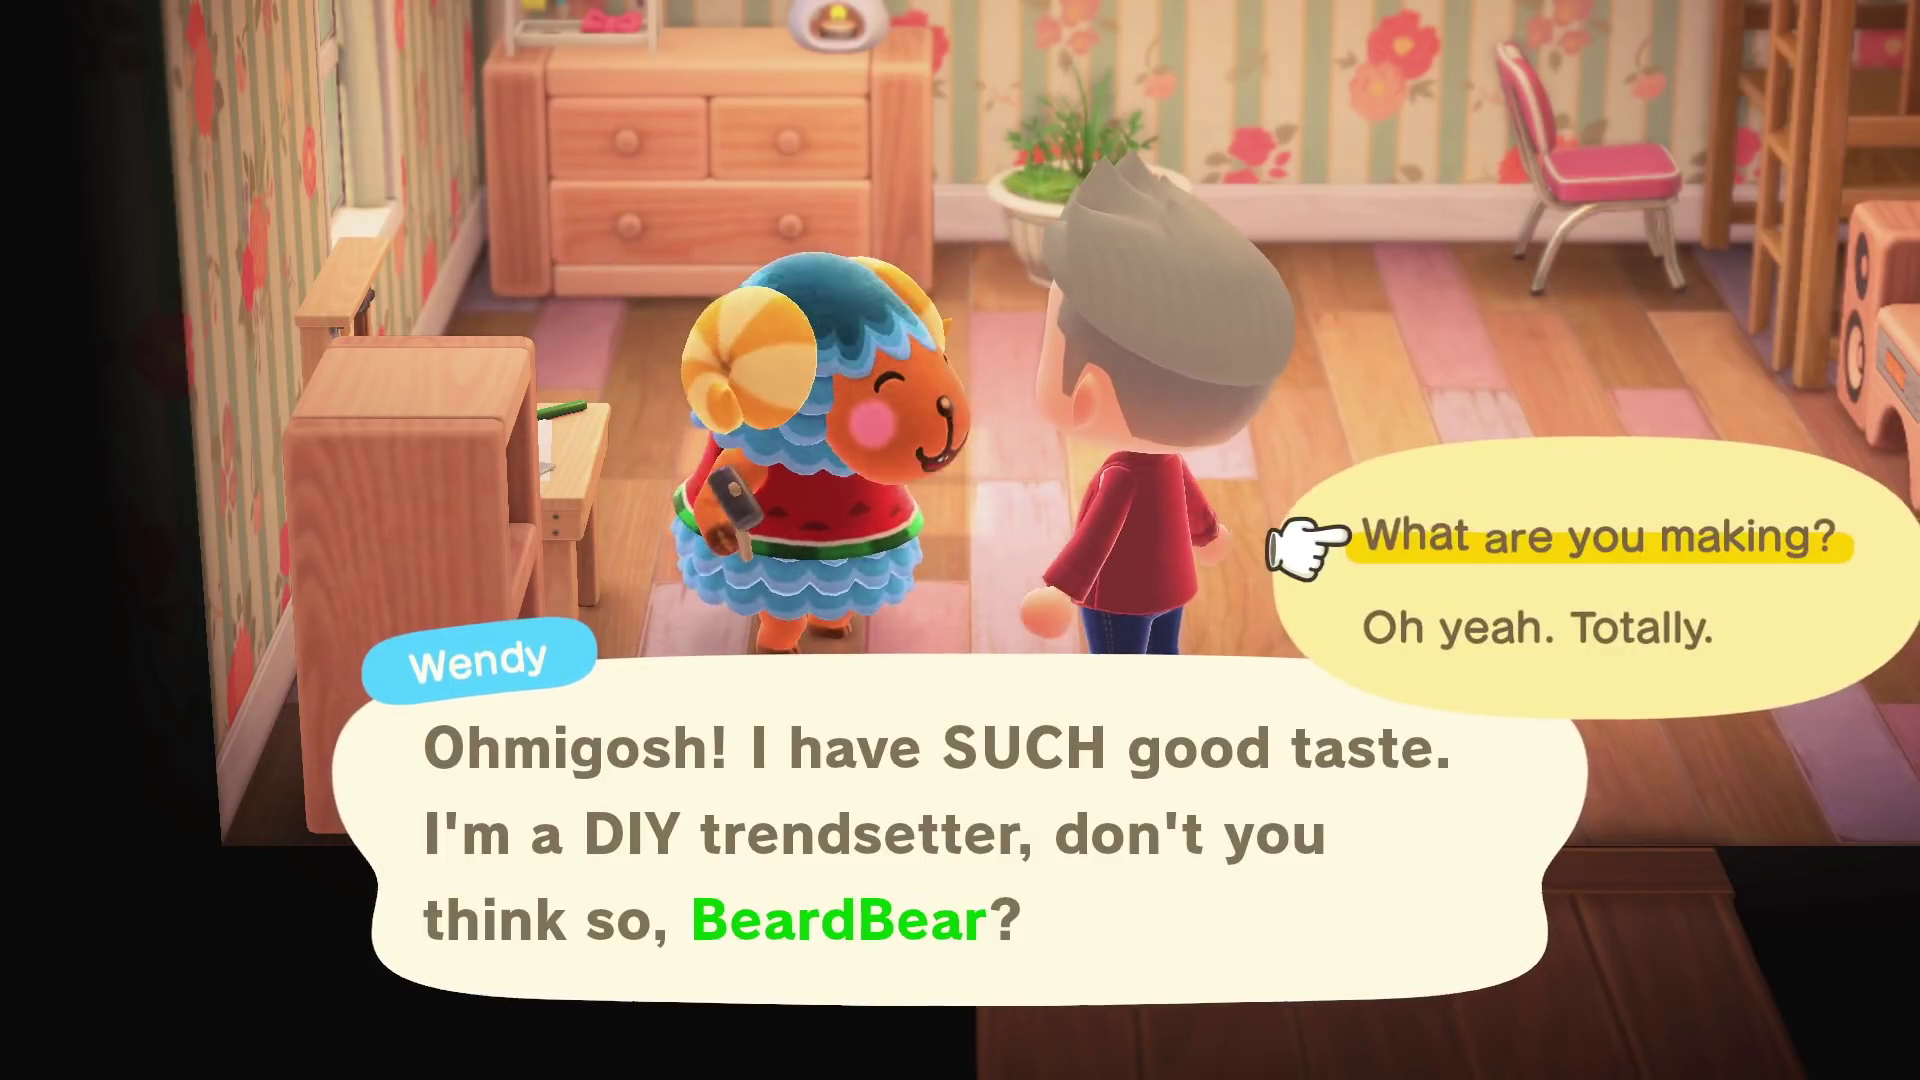 What are you making?
Oh yeah. Totally.
Wendy
Ohmigosh! I have SUCH good taste.
I'm a DIY trendsetter, don't you
think so, BeardBear?